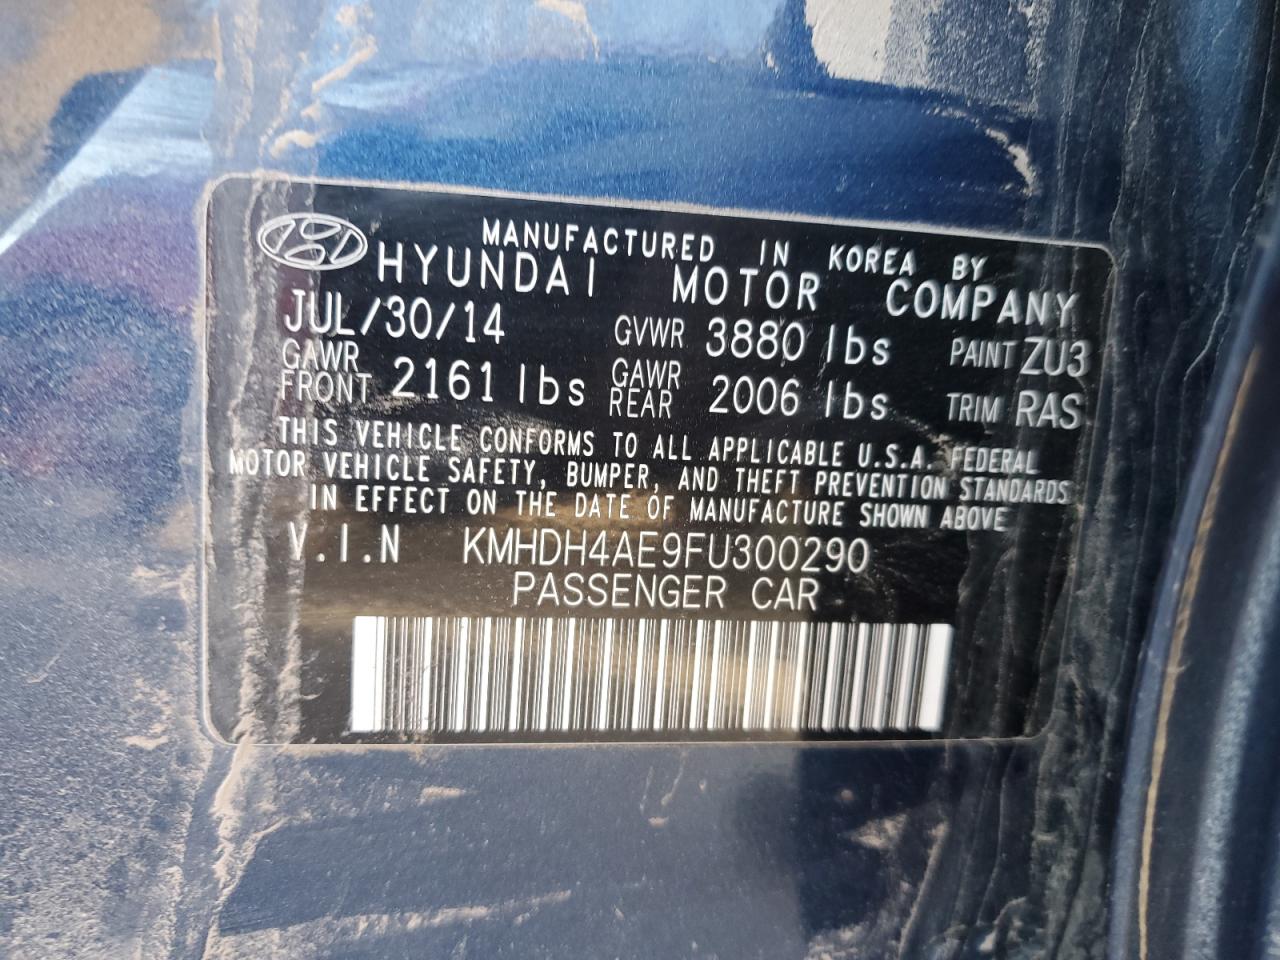 MANUFACTURED IN KOREA BY
HYUNDAI MOTOR COMPANY
JUL/30/14 GVWR 3880 lbs PAINT ZU3
GAWR FRONT 2161 lbs GAWR REAR 2006 lbs TRIM RAS
THIS VEHICLE CONFORMS TO ALL APPLICABLE U.S.A. FEDERAL
MOTOR VEHICLE SAFETY, BUMPER, AND THEFT PREVENTION STANDARDS
IN EFFECT ON THE DATE OF MANUFACTURE SHOWN ABOVE
V.I.N KMHDH4AE9FU300290
PASSENGER CAR